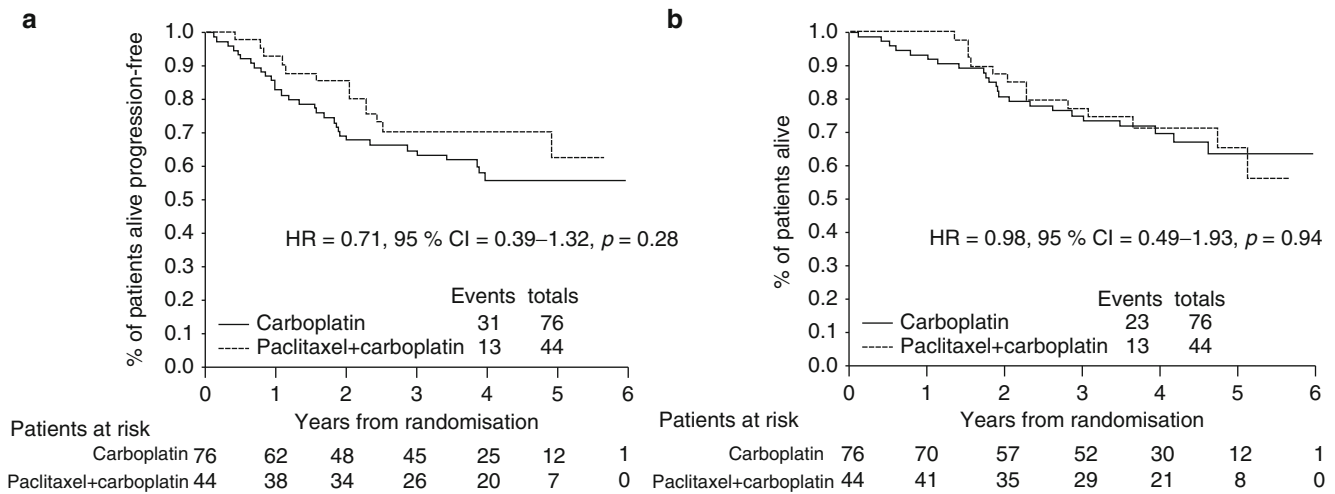 a
% of patients alive progression-free
1.0
0.9
0.8
0.7
0.6
0.5
0.4
0.3
0.2
0.1
0.0
HR = 0.71, 95 % CI = 0.39–1.32, p = 0.28
Events totals
Carboplatin 31 76
Paclitaxel+carboplatin 13 44
0 1 2 3 4 5 6
Years from randomisation
Patients at risk
Carboplatin 76 62 48 45 25 12 1
Paclitaxel+carboplatin 44 38 34 26 20 7 0
b
% of patients alive
1.0
0.9
0.8
0.7
0.6
0.5
0.4
0.3
0.2
0.1
0.0
HR = 0.98, 95 % CI = 0.49–1.93, p = 0.94
Events totals
Carboplatin 23 76
Paclitaxel+carboplatin 13 44
0 1 2 3 4 5 6
Years from randomisation
Patients at risk
Carboplatin 76 70 57 52 30 12 1
Paclitaxel+carboplatin 44 41 35 29 21 8 0